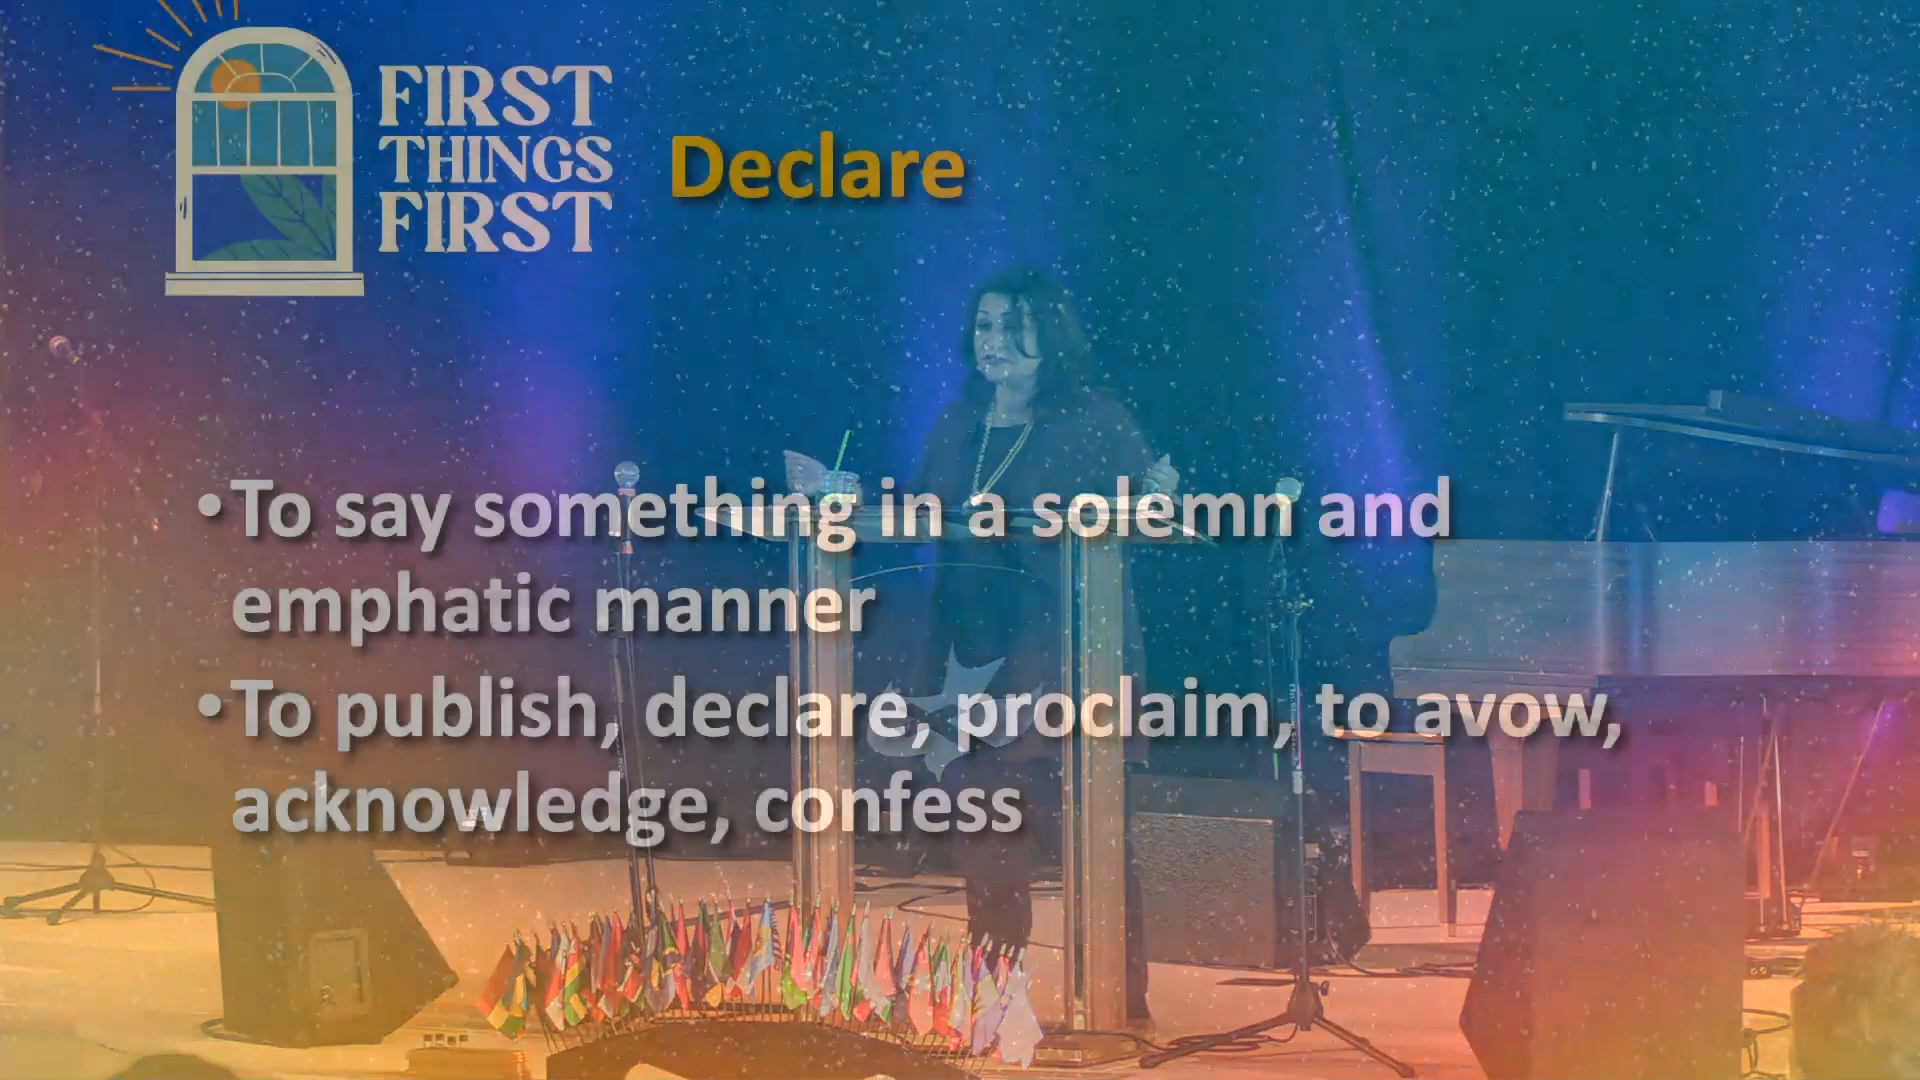 FIRST
THINGS
FIRST
Declare
•To say something in a solemn and
emphatic manner
•To publish, declare, proclaim, to avow,
acknowledge, confess